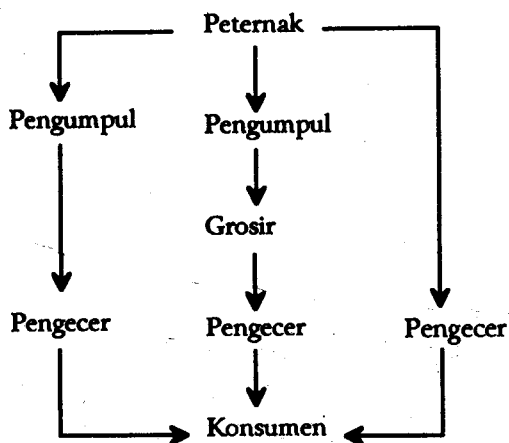 Peternak
Pengumpul
Pengumpul
Grosir
Pengecer
Pengecer
Pengecer
Konsumen